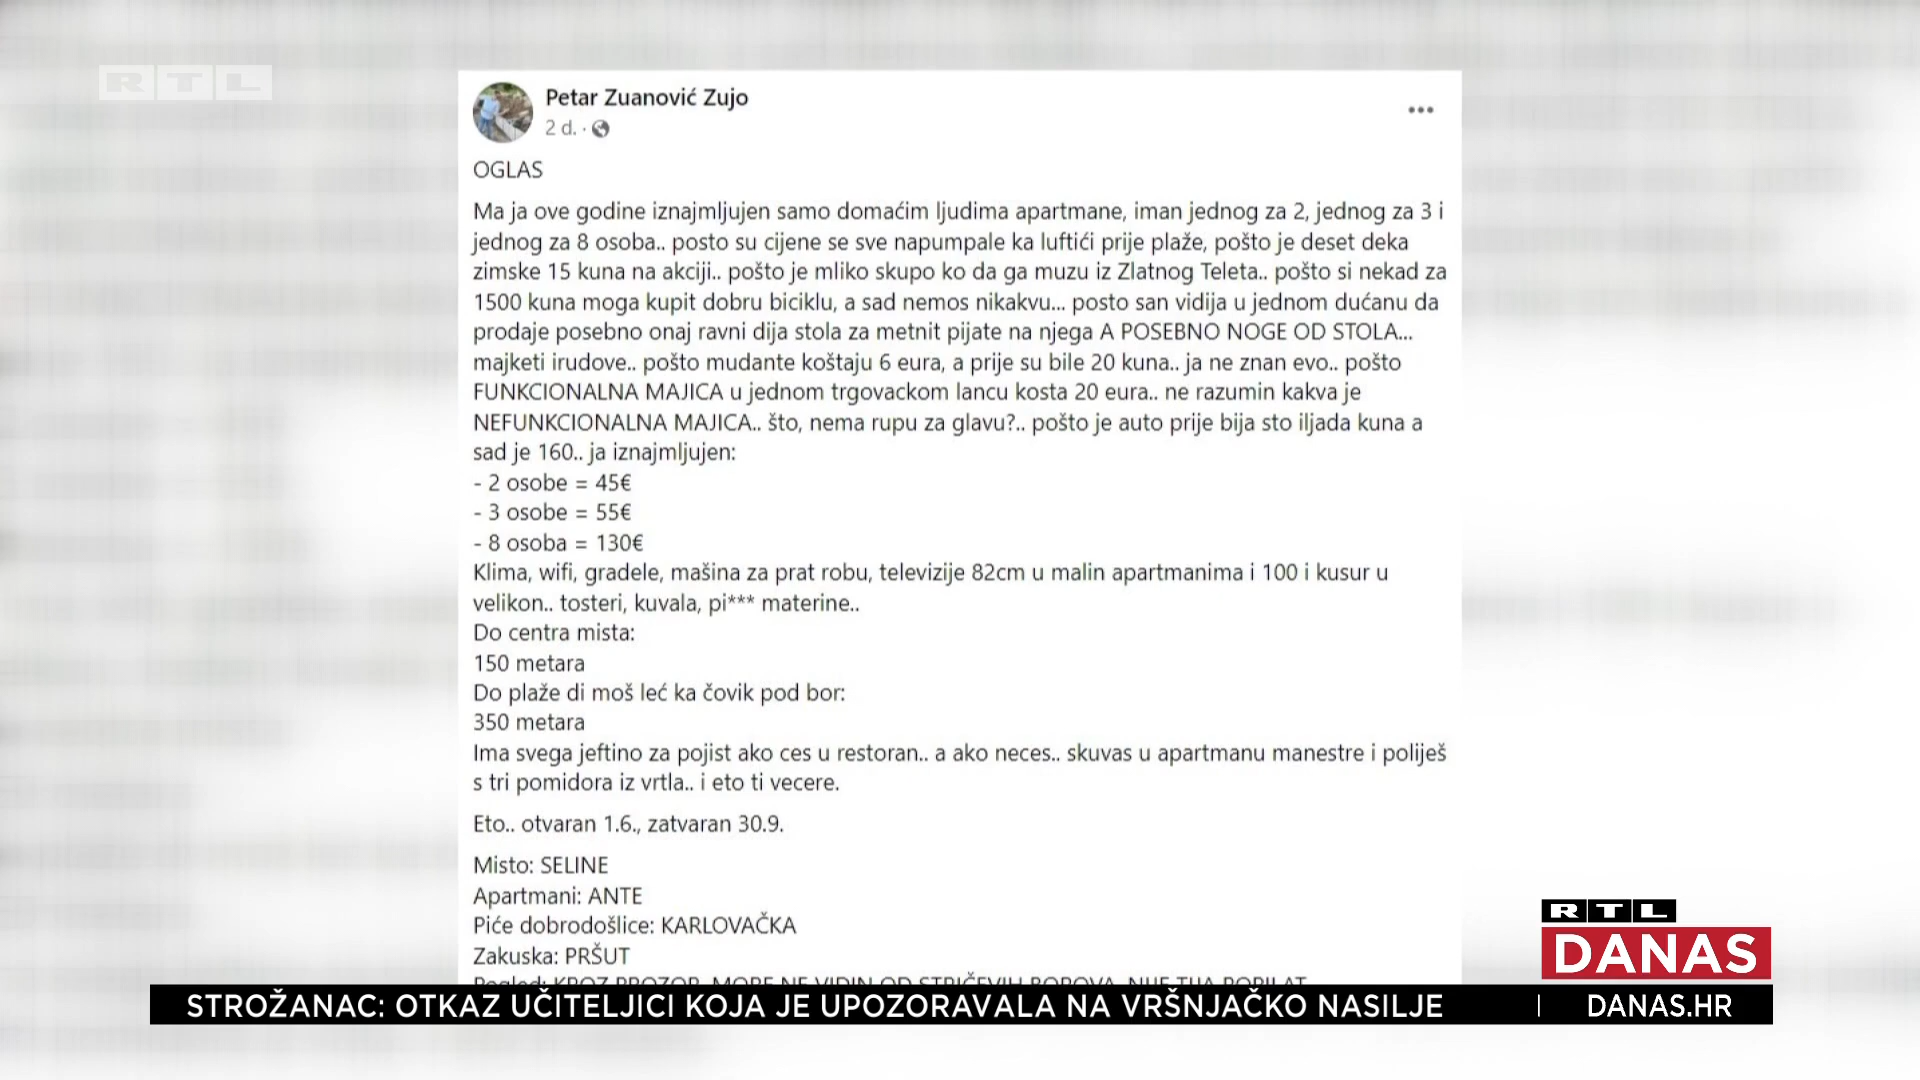 RTL
Petar Zuanović Zujo
2 d. ·
OGLAS
Ma ja ove godine iznajmljujen samo domaćim ljudima apartmane, iman jednog za 2, jednog za 3 i
jednog za 8 osoba.. posto su cijene se sve napumpale ka luftići prije plaže, pošto je deset deka
zimske 15 kuna na akciji.. pošto je mliko skupo ko da ga muzu iz Zlatnog Teleta.. pošto si nekad za
1500 kuna moga kupit dobru biciklu, a sad nemos nikakvu... posto san vidija u jednom dućanu da
prodaje posebno onaj ravni dija stola za metnit pijate na njega A POSEBNO NOGE OD STOLA...
majketi irudove.. pošto mudante koštaju 6 eura, a prije su bile 20 kuna.. ja ne znan evo.. pošto
FUNKCIONALNA MAJICA u jednom trgovackom lancu kosta 20 eura.. ne razumin kakva je
NEFUNKCIONALNA MAJICA.. što, nema rupu za glavu?.. pošto je auto prije bija sto iljada kuna a
sad je 160.. ja iznajmljujen:
- 2 osobe = 45€
- 3 osobe = 55€
- 8 osoba = 130€
Klima, wifi, gradele, mašina za prat robu, televizije 82cm u malin apartmanima i 100 i kusur u
velikon.. tosteri, kuvala, pi*** materine..
Do centra mista:
150 metara
Do plaže di moš leć ka čovik pod bor:
350 metara
Ima svega jeftino za pojist ako ces u restoran.. a ako neces.. skuvas u apartmanu manestre i poliješ
s tri pomidora iz vrtla.. i eto ti vecere.
Eto.. otvaran 1.6., zatvaran 30.9.
Misto: SELINE
Apartmani: ANTE
Piće dobrodošlice: KARLOVAČKA
Zakuska: PRŠUT
Pogled: KROZ PROZOR, MORE NE VIDIN OD STRIČEVIH BOROVA, NIJE TIJA POPILAT
RTL
DANAS
STROŽANAC: OTKAZ UČITELJICI KOJA JE UPOZORAVALA NA VRŠNJAČKO NASILJE | DANAS.HR